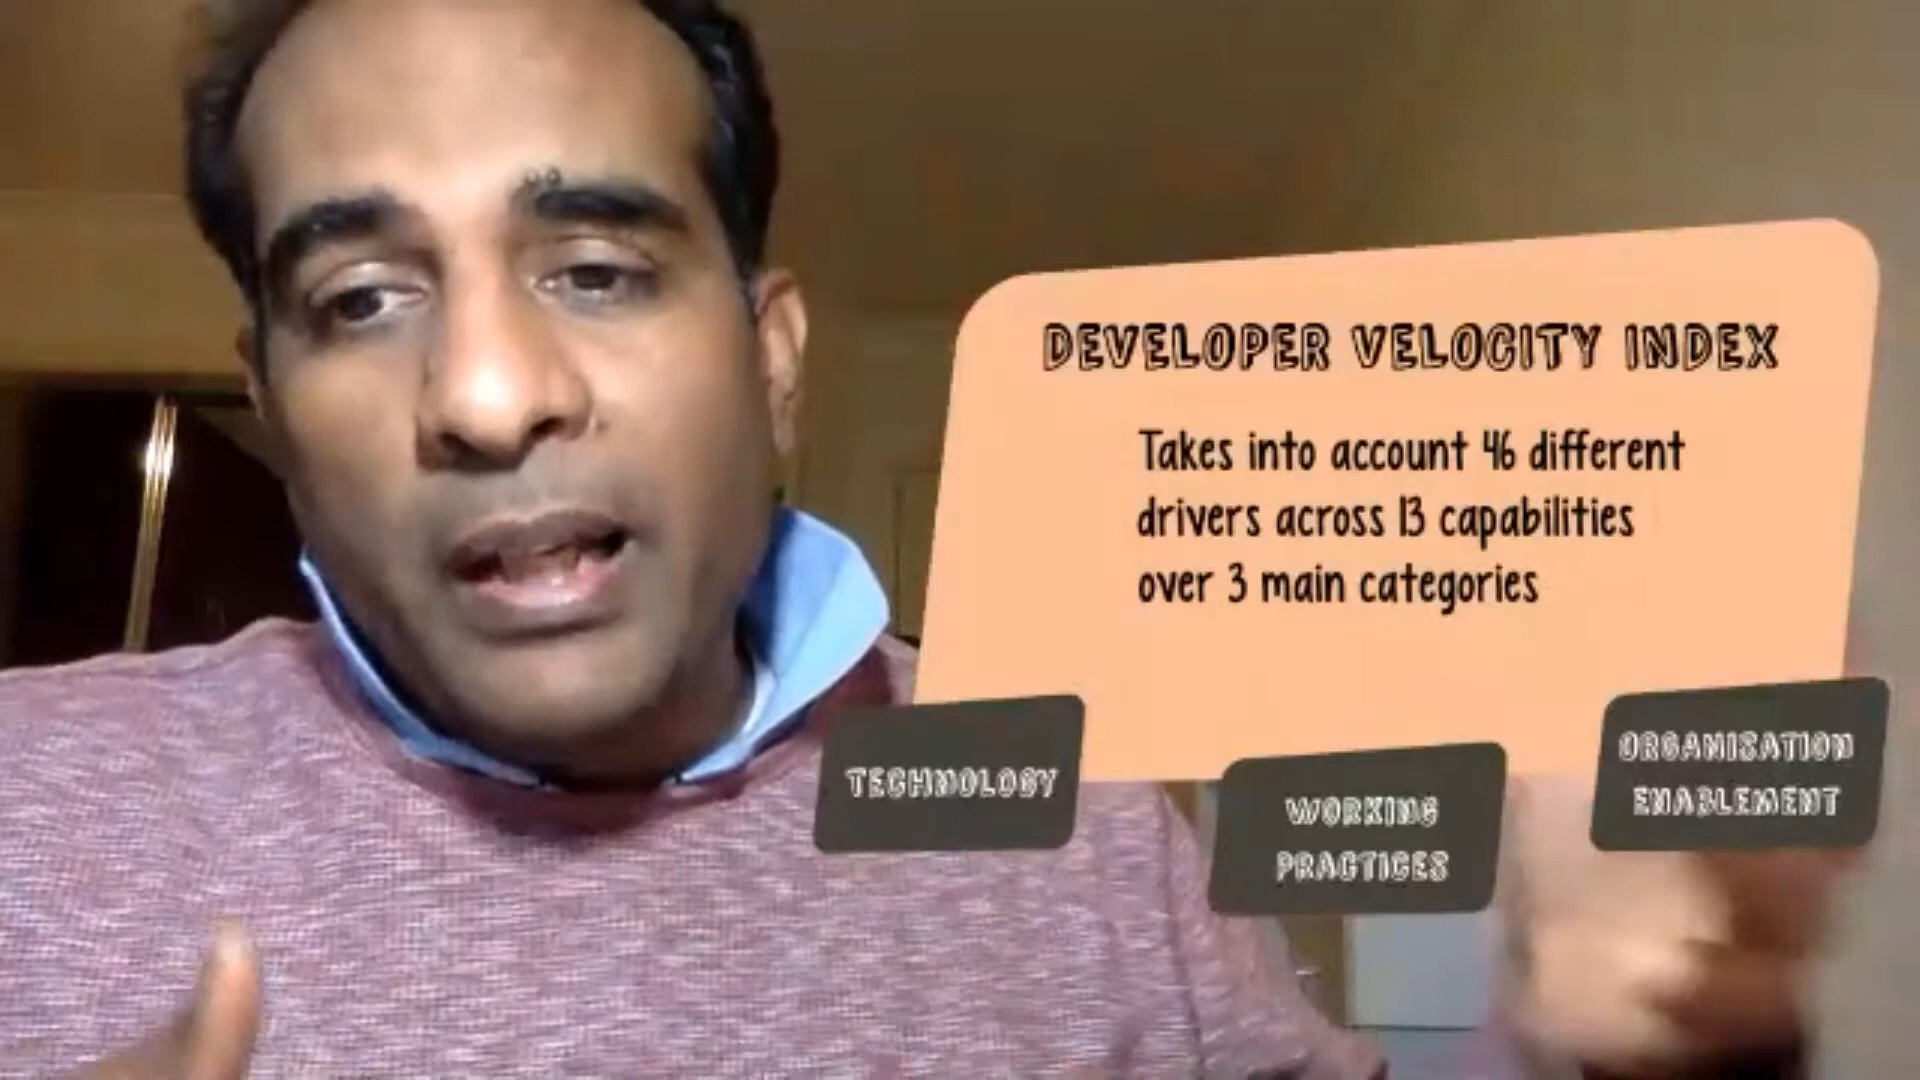 DEVELOPER VELOCITY INDEX
Takes into account 46 different
drivers across 13 capabilities
over 3 main categories
TECHNOLOGY
WORKING
PRACTICES
ORGANISATION
ENABLEMENT